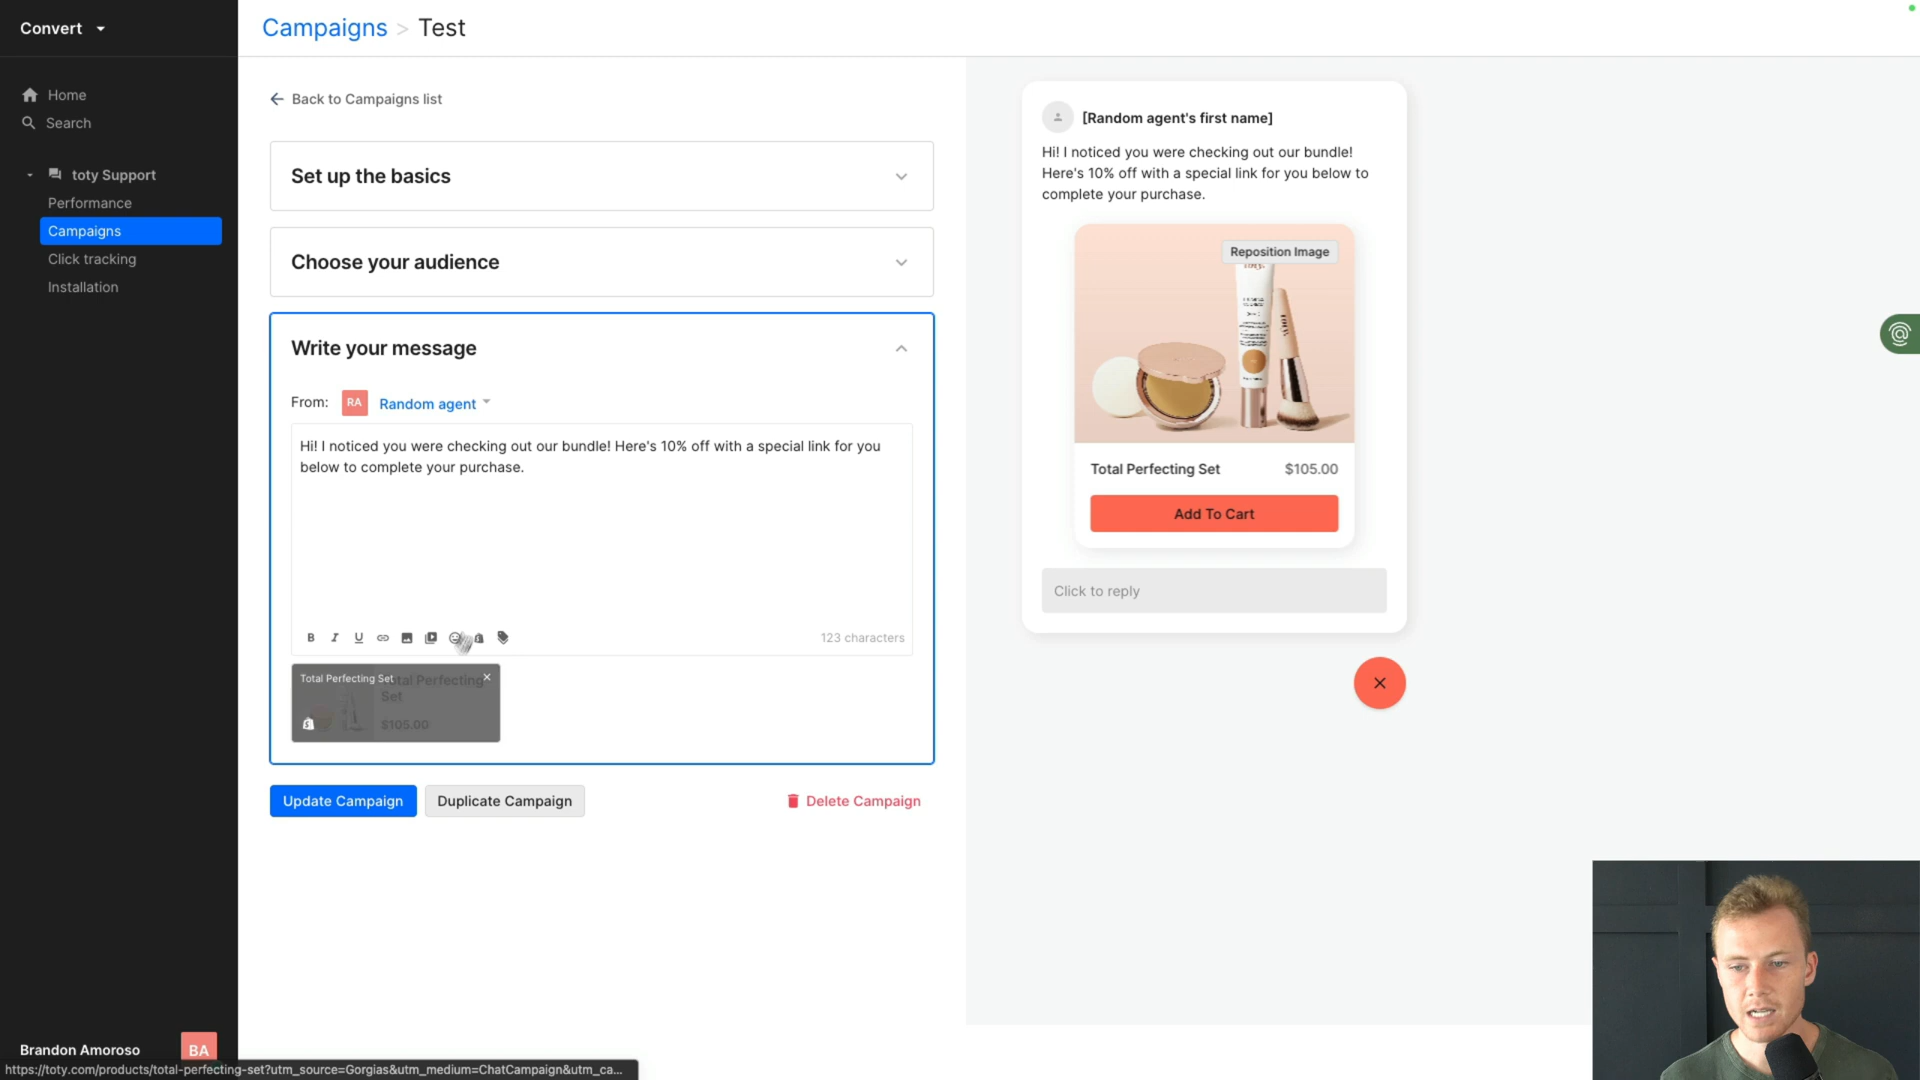 Convert
Campaigns > Test
Home
Search
toty Support
Performance
Campaigns
Click tracking
Installation
Back to Campaigns list
Set up the basics
Choose your audience
Write your message
From: RA Random agent
Hi! I noticed you were checking out our bundle! Here's 10% off with a special link for you
below to complete your purchase.
B I U
123 characters
Total Perfecting Set
Total Perfecting
Set
$105.00
Update Campaign
Duplicate Campaign
Delete Campaign
[Random agent's first name]
Hi! I noticed you were checking out our bundle!
Here's 10% off with a special link for you below to
complete your purchase.
Reposition Image
TOTY
Total Perfecting Set $105.00
Add To Cart
Click to reply
Brandon Amoroso
BA
https://toty.com/products/total-perfecting-set?utm_source=Gorgias&utm_medium=ChatCampaign&utm_ca...